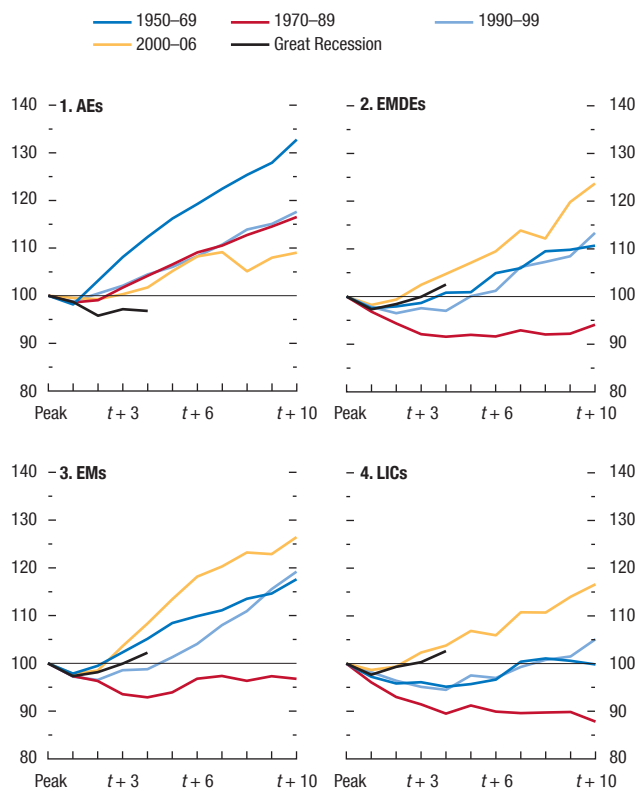 1950–69 1970–89 1990–99
2000–06 Great Recession
1. AEs
140
130
120
110
100
90
80
Peak t + 3 t + 6 t + 10
2. EMDEs
140
130
120
110
100
90
80
Peak t + 3 t + 6 t + 10
3. EMs
140
130
120
110
100
90
80
Peak t + 3 t + 6 t + 10
4. LICs
140
130
120
110
100
90
80
Peak t + 3 t + 6 t + 10